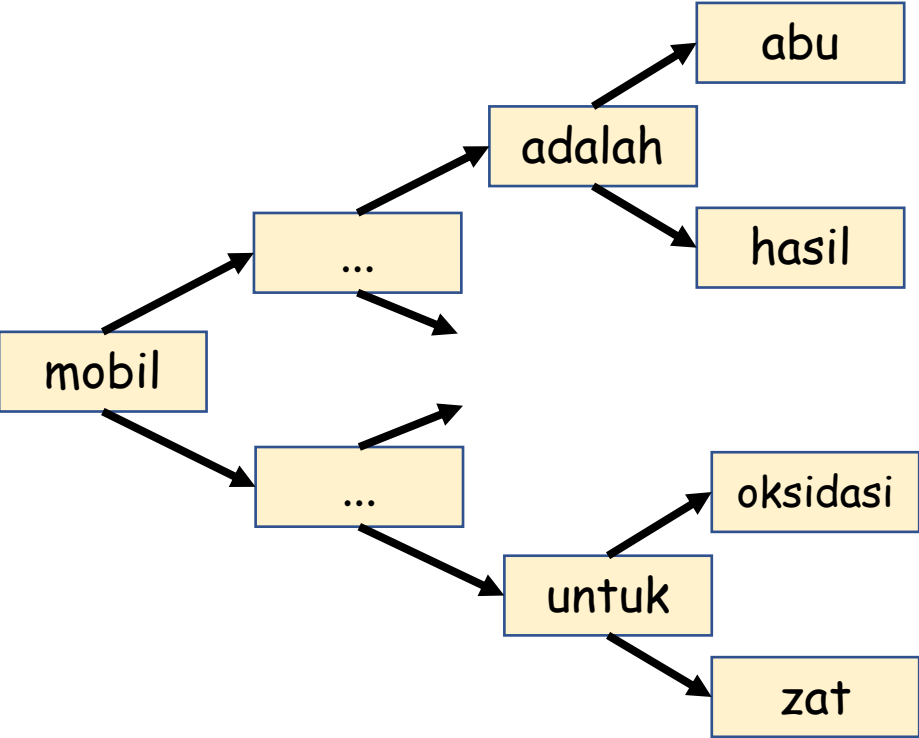 abu
adalah
hasil
...
mobil
...
oksidasi
untuk
zat